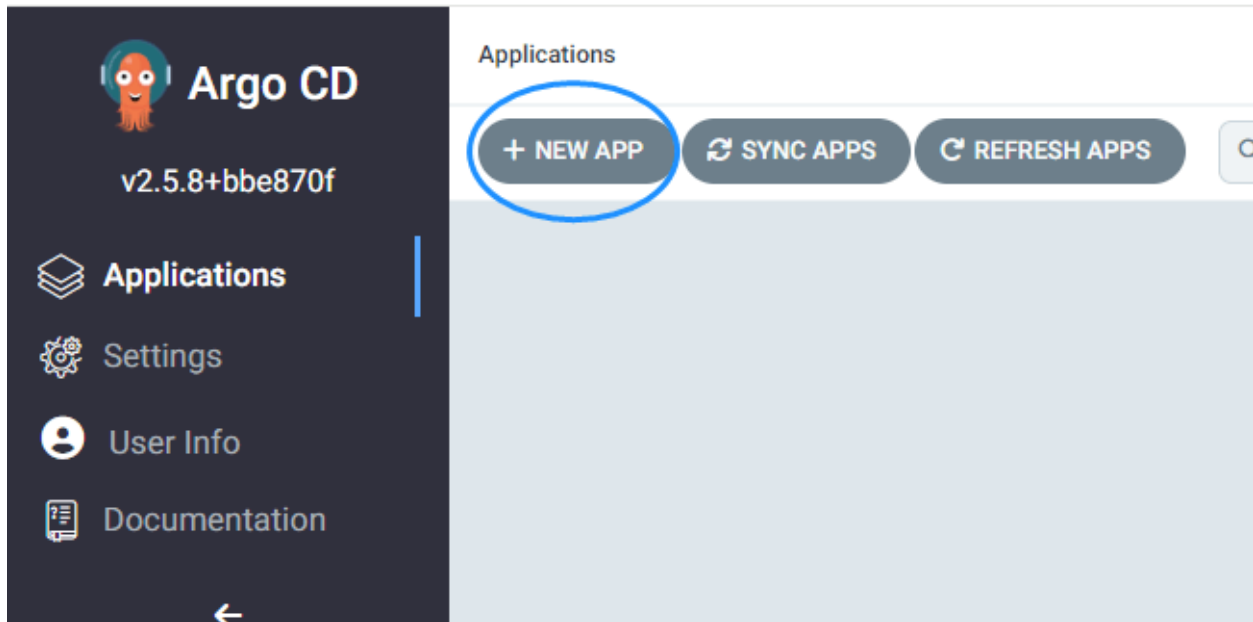 Argo CD
v2.5.8+bbe870f
Applications
Settings
User Info
Documentation
Applications
+ NEW APP
SYNC APPS
REFRESH APPS